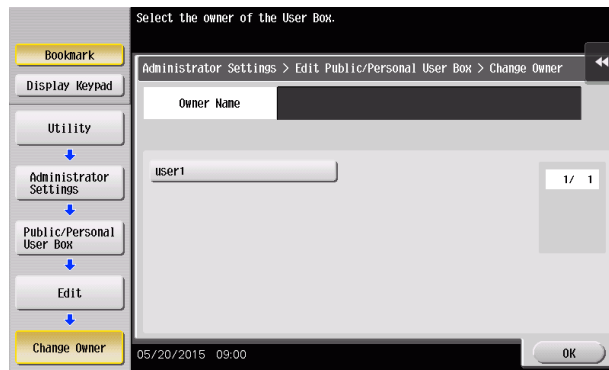 Select the owner of the User Box.
Bookmark
Display Keypad
Utility
Administrator
Settings
Public/Personal
User Box
Edit
Change Owner
Administrator Settings > Edit Public/Personal User Box > Change Owner
Owner Name
user1
1/ 1
05/20/2015 09:00
OK